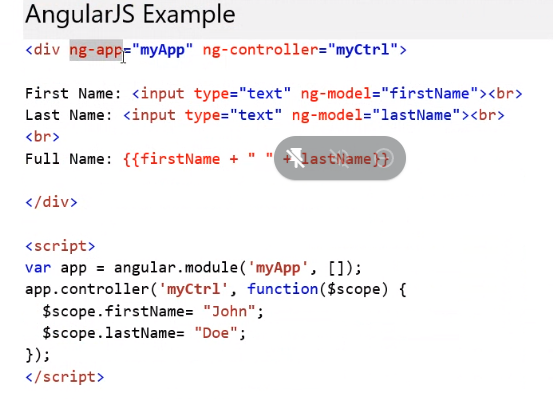 AngularJS Example
<div ng-app="myApp" ng-controller="myCtrl">
First Name: <input type="text" ng-model="firstName"><br>
Last Name: <input type="text" ng-model="lastName"><br>
<br>
Full Name: {{firstName + " " + lastName}}
</div>
<script>
var app = angular.module('myApp', []);
app.controller('myCtrl', function($scope) {
$scope.firstName= "John";
$scope.lastName= "Doe";
});
</script>